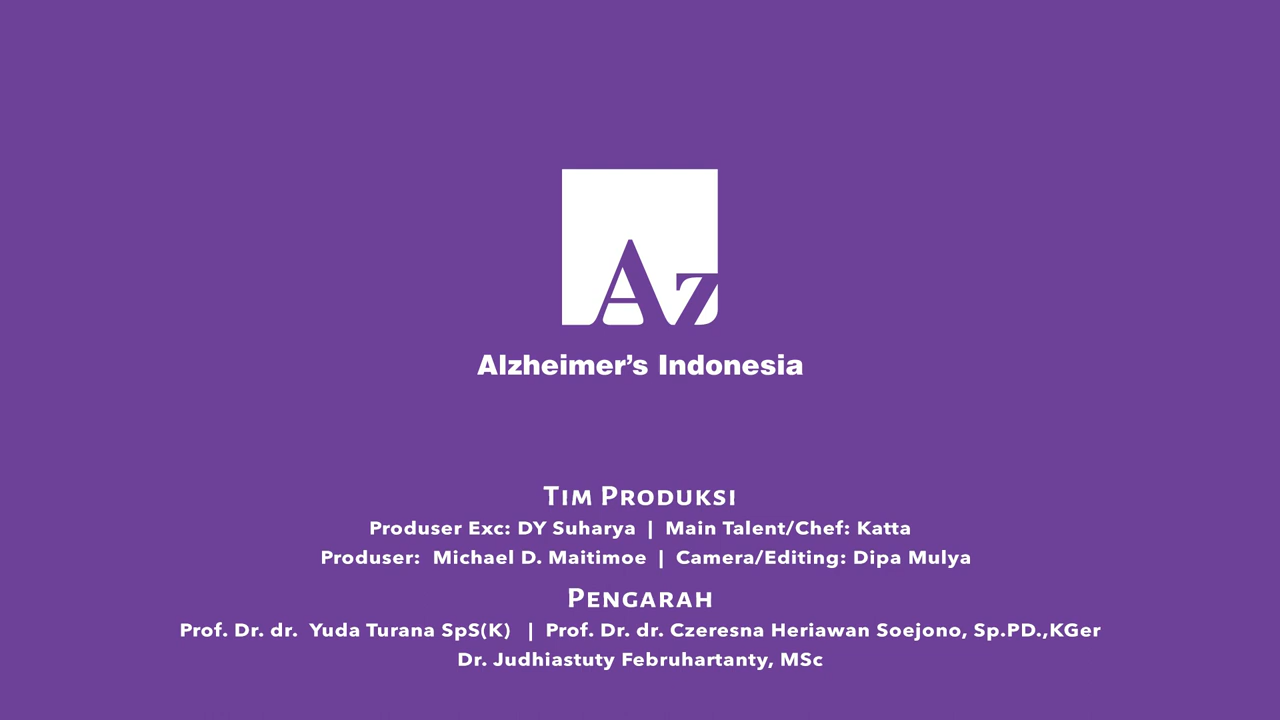 Az
Alzheimer’s Indonesia
Tim Produksi
Produser Exc: DY Suharya | Main Talent/Chef: Katta
Produser: Michael D. Maitimoe | Camera/Editing: Dipa Mulya
Pengarah
Prof. Dr. dr. Yuda Turana SpS(K) | Prof. Dr. dr. Czeresna Heriawan Soejono, Sp.PD.,KGer
Dr. Judhiastuty Februhartanty, MSc